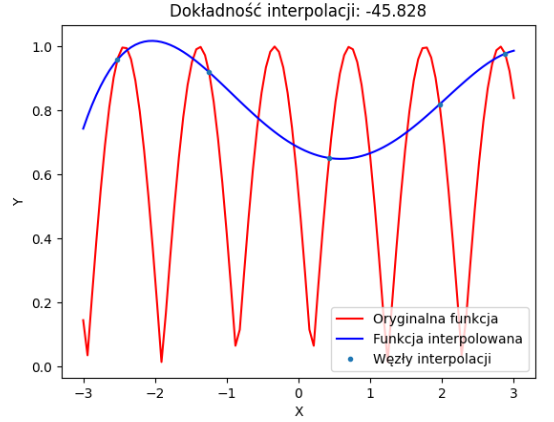 Dokładność interpolacji: -45.828
1.0
0.8
0.6
0.4
0.2
0.0
Y
Oryginalna funkcja
Funkcja interpolowana
Węzły interpolacji
−3 −2 −1 0 1 2 3
X